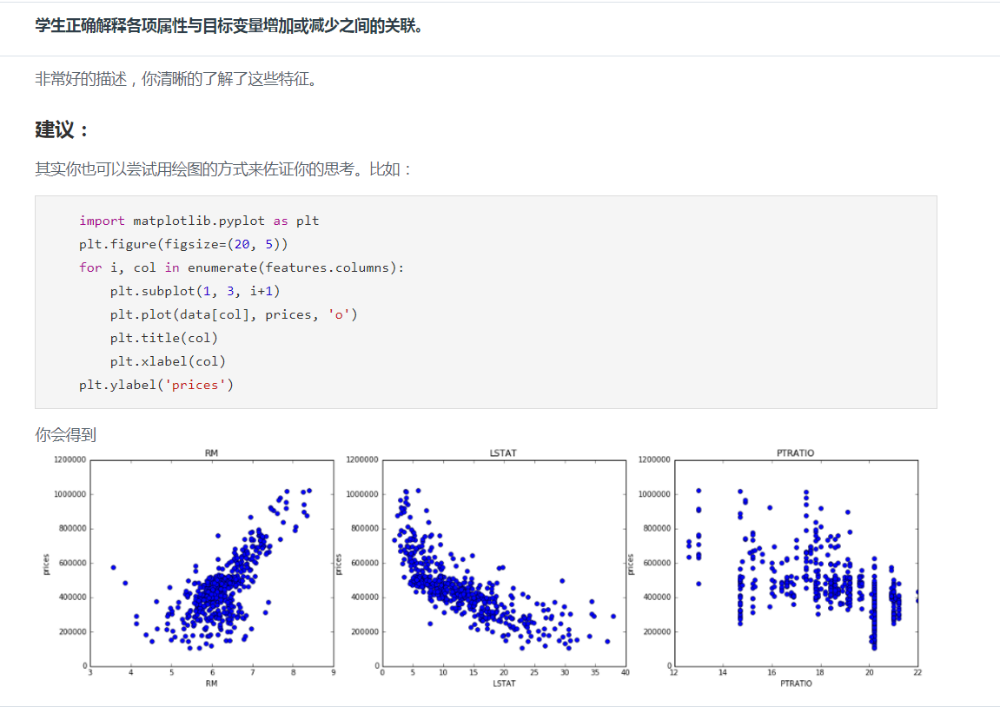 学生正确解释各项属性与目标变量增加或减少之间的关联。
非常好的描述，你清晰的了解了这些特征。
建议：
其实你也可以尝试用绘图的方式来佐证你的思考。比如：
import matplotlib.pyplot as plt
plt.figure(figsize=(20, 5))
for i, col in enumerate(features.columns):
    plt.subplot(1, 3, i+1)
    plt.plot(data[col], prices, 'o')
    plt.title(col)
    plt.xlabel(col)
plt.ylabel('prices')
你会得到
RM
1200000
1000000
800000
600000
400000
200000
0
prices
3 4 5 6 7 8 9
RM
LSTAT
1200000
1000000
800000
600000
400000
200000
0
prices
0 5 10 15 20 25 30 35 40
LSTAT
PTRATIO
1200000
1000000
800000
600000
400000
200000
0
prices
12 14 16 18 20 22
PTRATIO